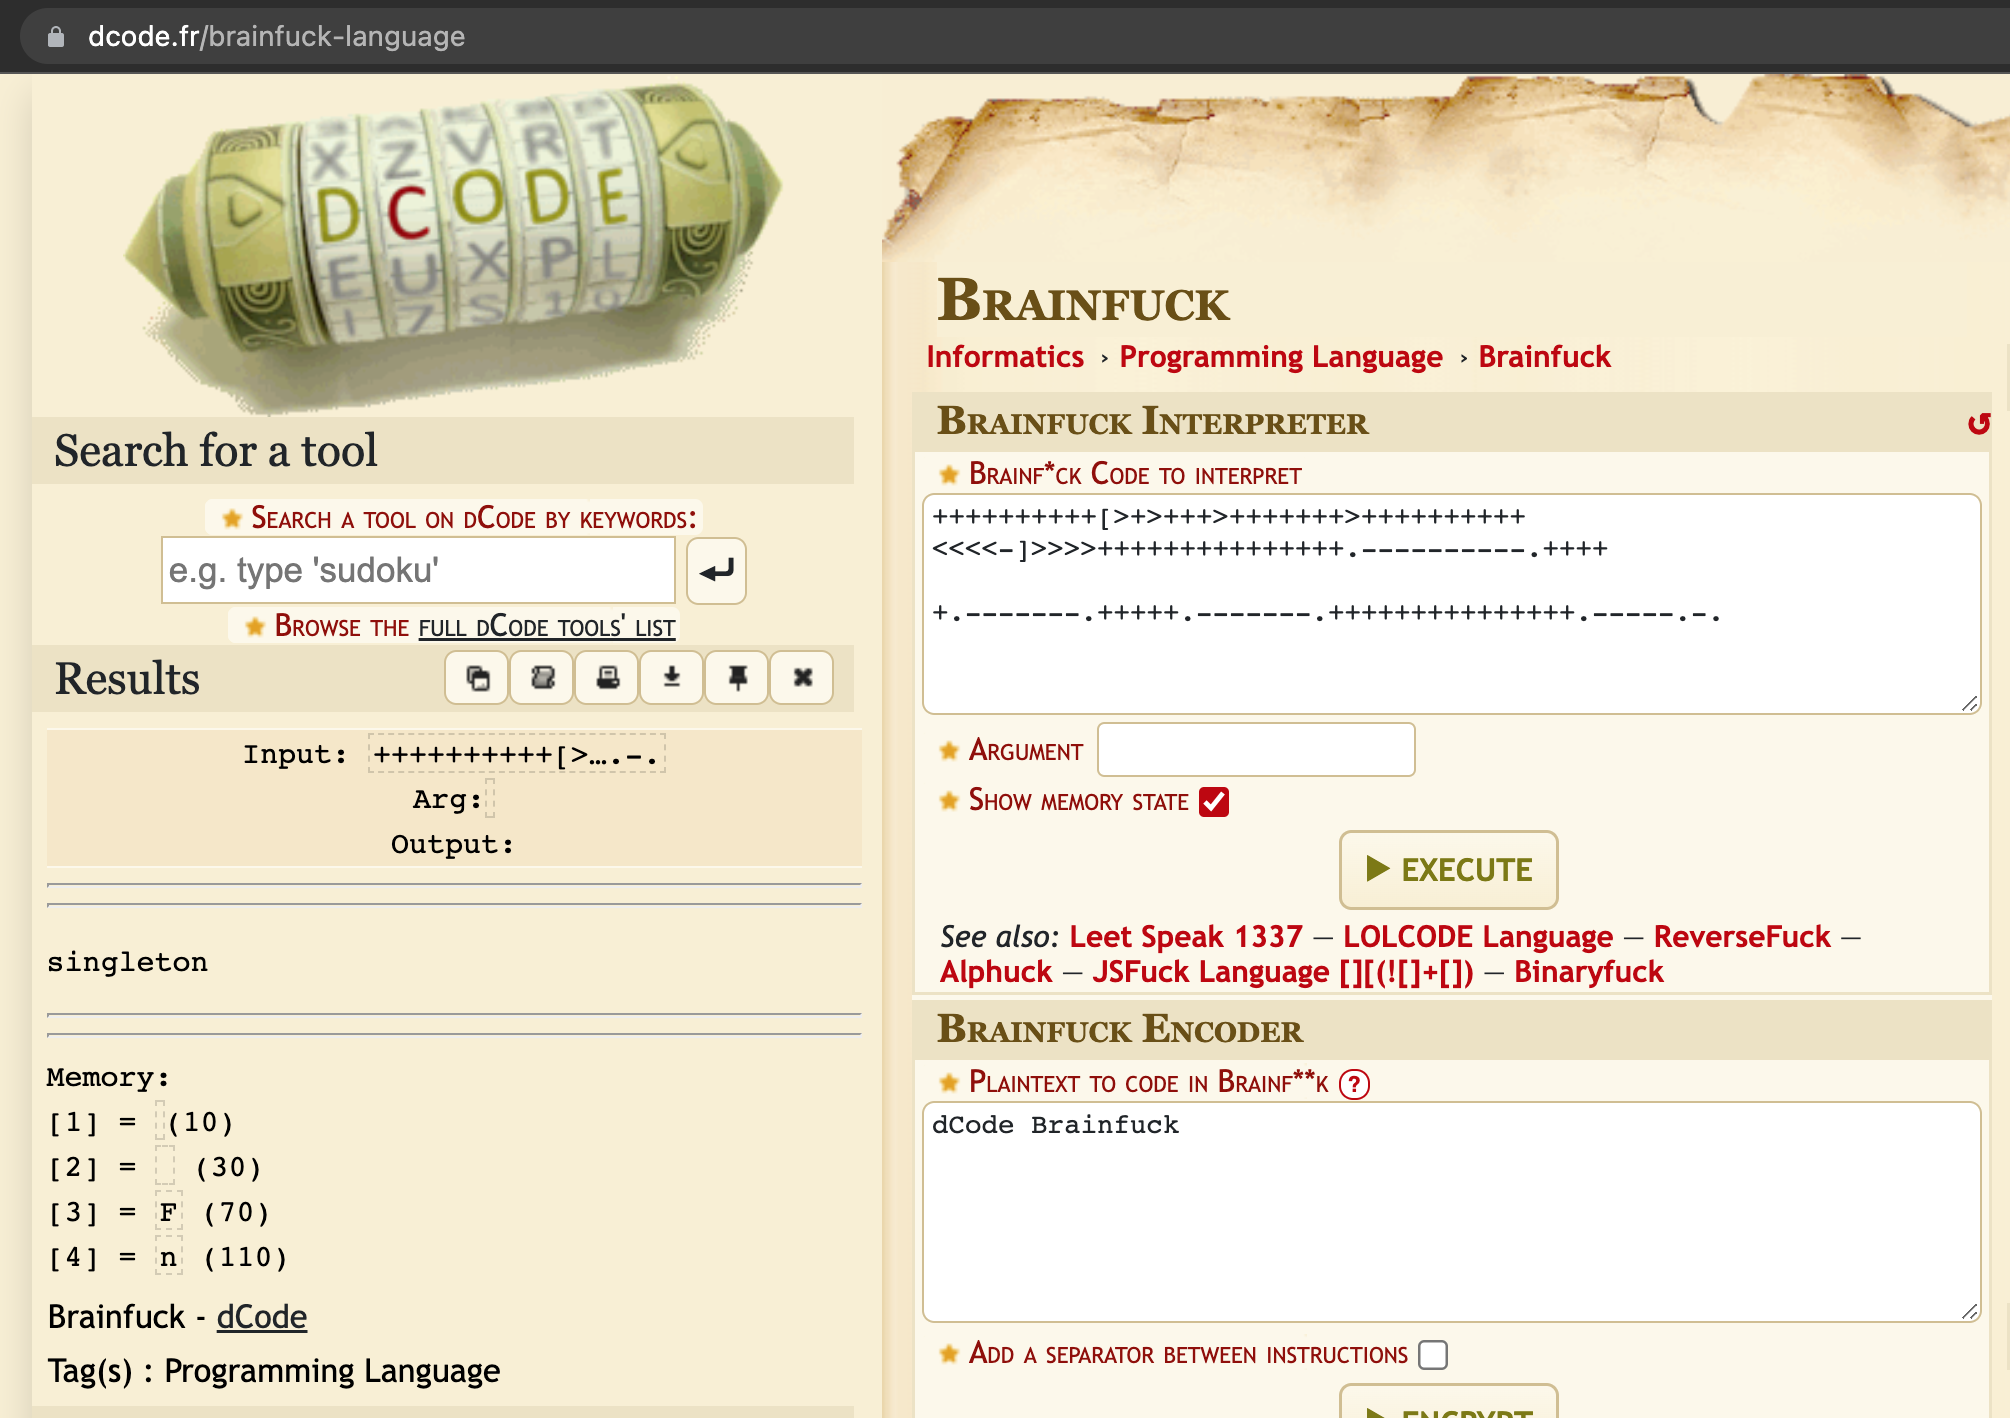 dcode.fr/brainfuck-language
X Z V R T
D C O D E
E U X P L
Search for a tool
Search a tool on dCode by keywords:
e.g. type 'sudoku'
Browse the full dCode tools' list
Results
Input: ++++++++++[>….-.
Arg:
Output:
singleton
Memory:
[1] = (10)
[2] = (30)
[3] = F (70)
[4] = n (110)
Brainfuck - dCode
Tag(s) : Programming Language
Brainfuck
Informatics › Programming Language › Brainfuck
Brainfuck Interpreter
Brainf*ck Code to interpret
++++++++++[>+>+++>+++++++>++++++++++
<<<<-]>>>>+++++++++++++++.----------.++++
+.-------.+++++.-------.+++++++++++++++.-----.-.
Argument
Show memory state
EXECUTE
See also: Leet Speak 1337 – LOLCODE Language – ReverseFuck –
Alphuck – JSFuck Language [][(![]+[]) – Binaryfuck
Brainfuck Encoder
Plaintext to code in Brainf**k ?
dCode Brainfuck
Add a separator between instructions
ENCRYPT